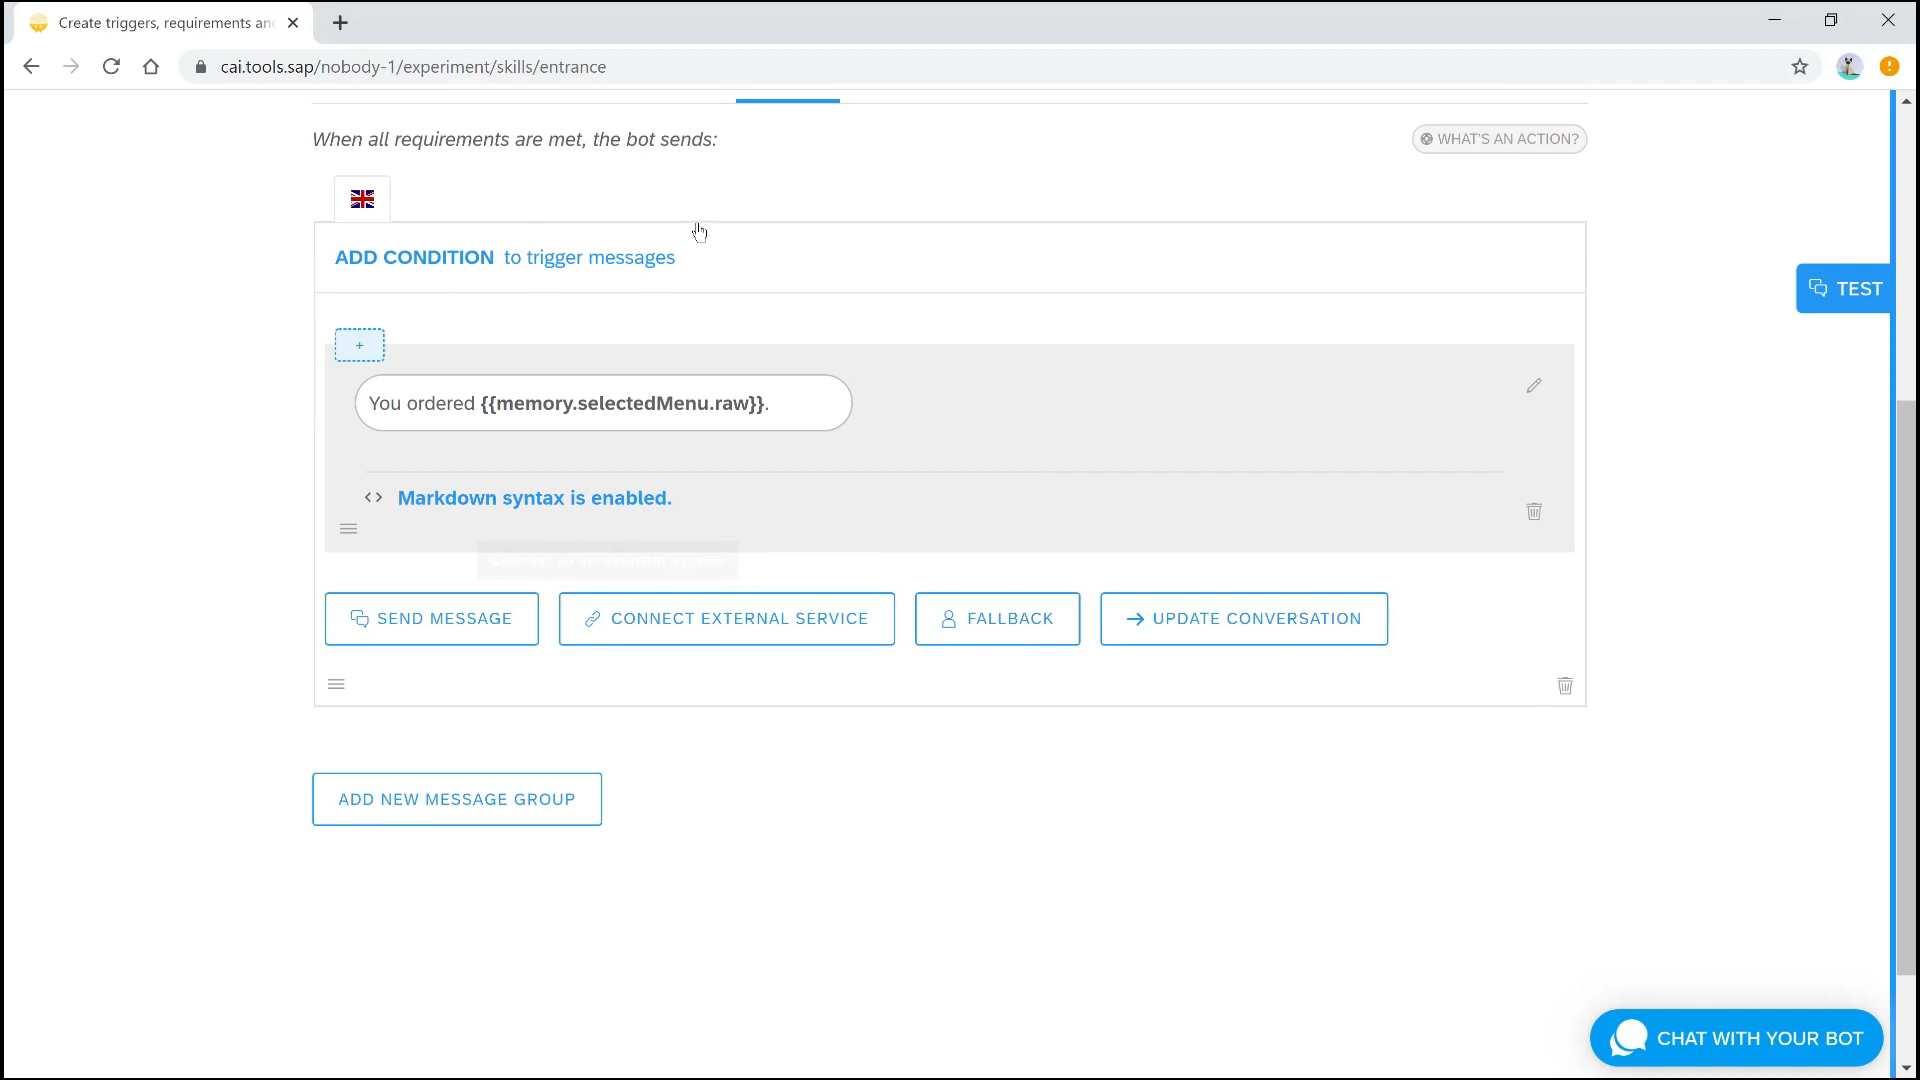 Create triggers, requirements an
cai.tools.sap/nobody-1/experiment/skills/entrance
When all requirements are met, the bot sends:
WHAT'S AN ACTION?
ADD CONDITION to trigger messages
TEST
+
You ordered {{memory.selectedMenu.raw}}.
<> Markdown syntax is enabled.
SEND MESSAGE
CONNECT EXTERNAL SERVICE
FALLBACK
UPDATE CONVERSATION
ADD NEW MESSAGE GROUP
CHAT WITH YOUR BOT